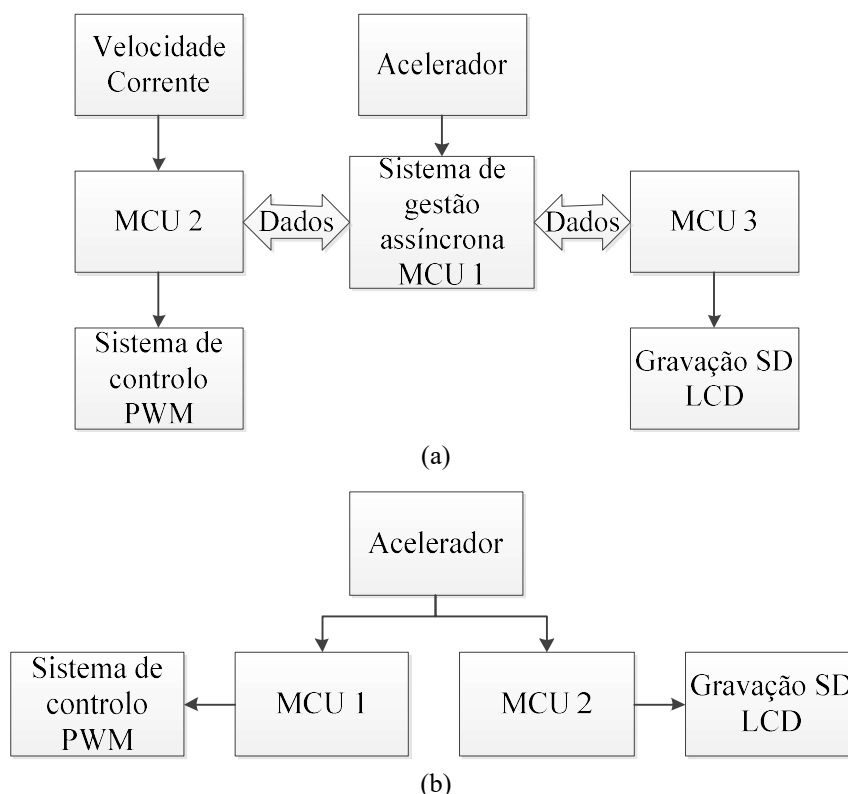 Velocidade
Corrente
Acelerador
MCU 2
Dados
Sistema de
gestão
assíncrona
MCU 1
Dados
MCU 3
Sistema de
controlo
PWM
Gravação SD
LCD
(a)
Acelerador
Sistema de
controlo
PWM
MCU 1
MCU 2
Gravação SD
LCD
(b)